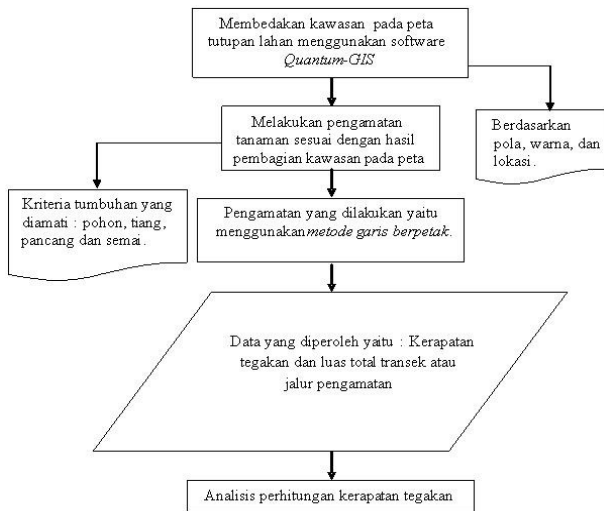 Membedakan kawasan pada peta
tutupan lahan menggunakan software
Quantum-GIS
Melakukan pengamatan
tanaman sesuai dengan hasil
pembagian kawasan pada peta
Berdasarkan
pola, warna, dan
lokasi.
Kriteria tumbuhan yang
diamati : pohon, tiang,
pancang dan semai.
Pengamatan yang dilakukan yaitu
menggunakan metode garis berpetak.
Data yang diperoleh yaitu : Kerapatan
tegakan dan luas total transek atau
jalur pengamatan
Analisis perhitungan kerapatan tegakan